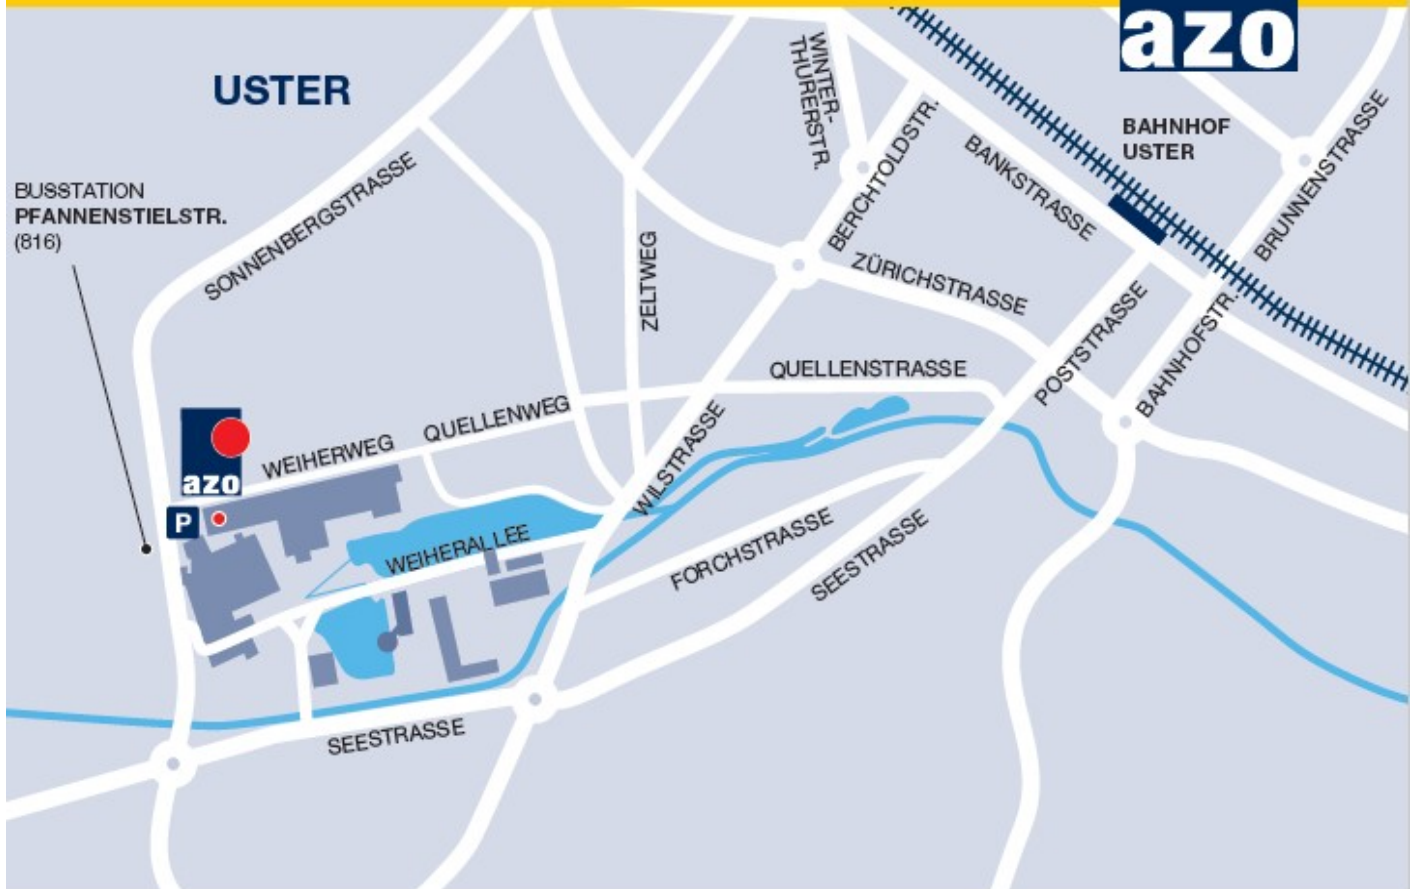 azo
USTER
WINTER-
THURERSTR.
BAHNHOF
USTER
BERCHTOLDSTR.
BANKSTRASSE
BRUNNENSTRASSE
BUSSTATION
PFANNENSTIELSTR.
(816)
SONNENBERGSTRASSE
ZELTWEG
ZÜRICHSTRASSE
POSTSTRASSE
BAHNHOFSTR.
QUELLENSTRASSE
QUELLENWEG
WEIHERWEG
azo
P
WILSTRASSE
WEIHERALLEE
FORCHSTRASSE
SEESTRASSE
SEESTRASSE